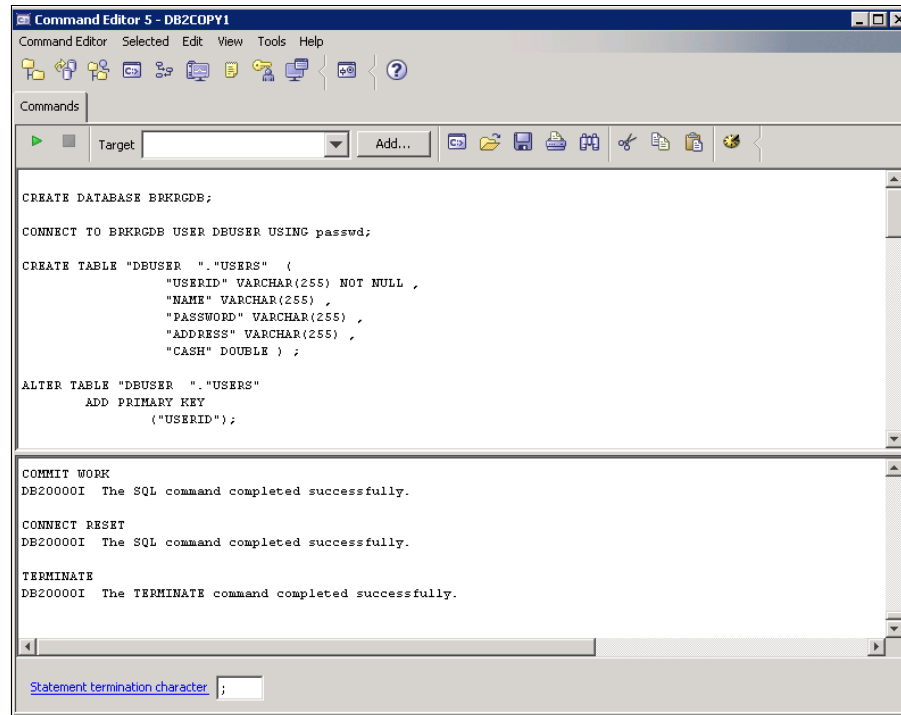 Command Editor 5 - DB2COPY1
Command Editor Selected Edit View Tools Help
Commands
Target Add...
CREATE DATABASE BRKRGDB;
CONNECT TO BRKRGDB USER DBUSER USING passwd;
CREATE TABLE "DBUSER  "."USERS"  (
"USERID" VARCHAR(255) NOT NULL ,
"NAME" VARCHAR(255) ,
"PASSWORD" VARCHAR(255) ,
"ADDRESS" VARCHAR(255) ,
"CASH" DOUBLE ) ;
ALTER TABLE "DBUSER  "."USERS"
ADD PRIMARY KEY
("USERID");
COMMIT WORK
DB20000I  The SQL command completed successfully.
CONNECT RESET
DB20000I  The SQL command completed successfully.
TERMINATE
DB20000I  The TERMINATE command completed successfully.
Statement termination character ;